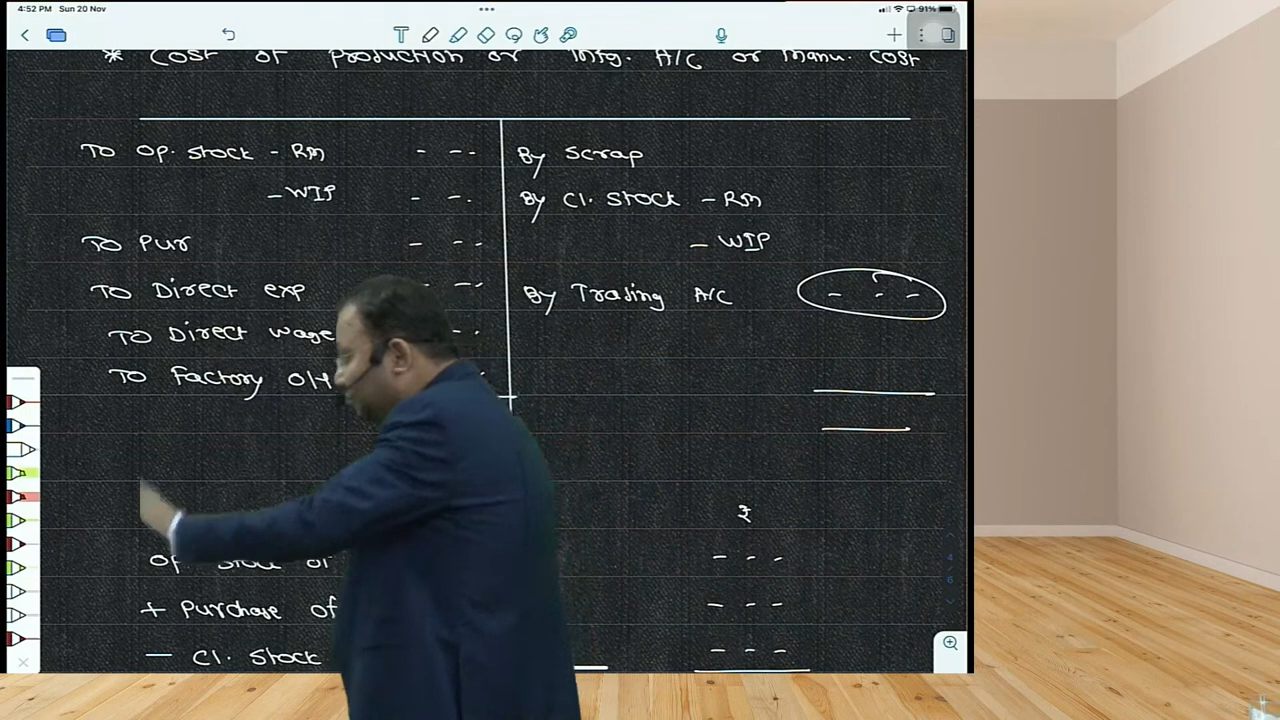 4:52 PM Sun 20 Nov
91%
* Cost of Production or Mfg. A/C or Manu. Cost
To Op. Stock - RM - -- By Scrap
- WIP - -. By Cl. Stock - RM
To Pur - -- - WIP
To Direct exp -- By Trading A/C - - -
To Direct wage -.
To Factory O/H
₹
Op Stock of - - -
+ Purchase of - - -
- Cl. Stock - - -